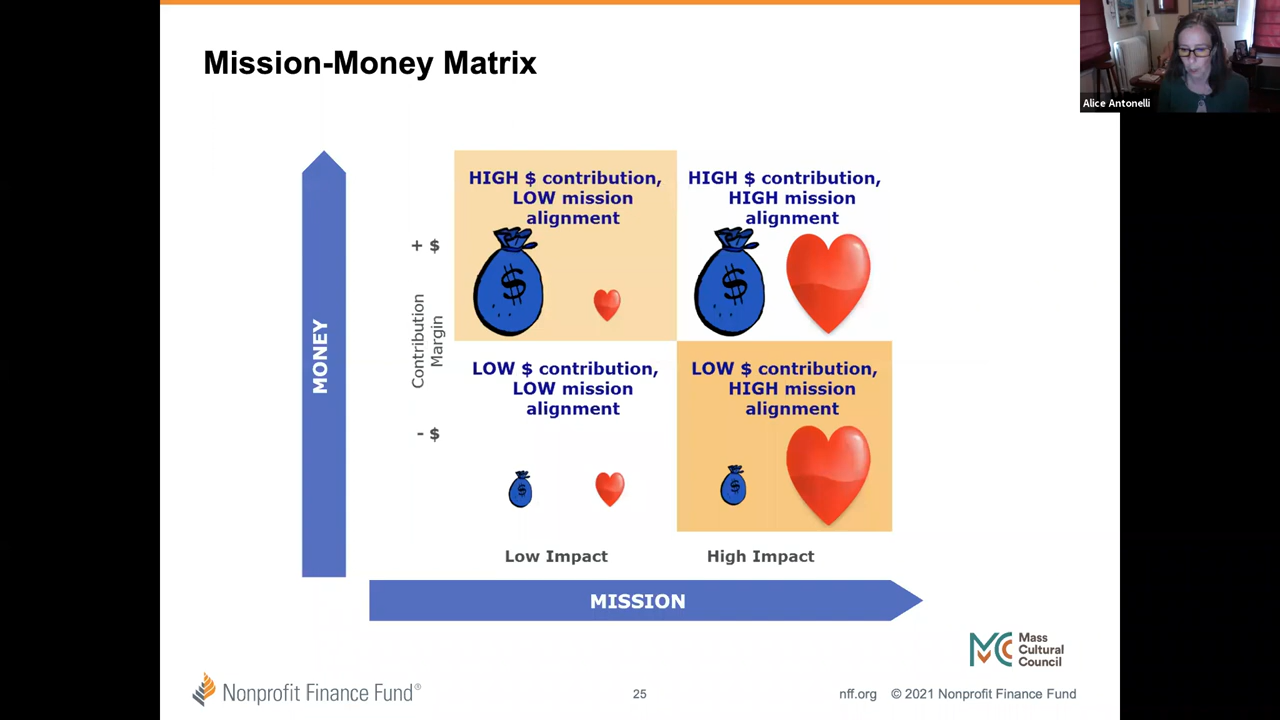 Mission-Money Matrix
Alice Antonelli
HIGH $ contribution,
LOW mission
alignment
HIGH $ contribution,
HIGH mission
alignment
+ $
$
$
MONEY
Contribution
Margin
LOW $ contribution,
LOW mission
alignment
LOW $ contribution,
HIGH mission
alignment
- $
$
$
Low Impact
High Impact
MISSION
MC
Mass
Cultural
Council
Nonprofit Finance Fund®
25
nff.org © 2021 Nonprofit Finance Fund